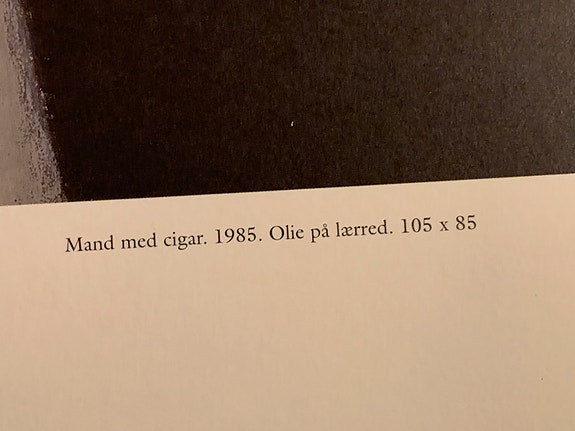 Mand med cigar. 1985. Olie på lærred. 105 x 85